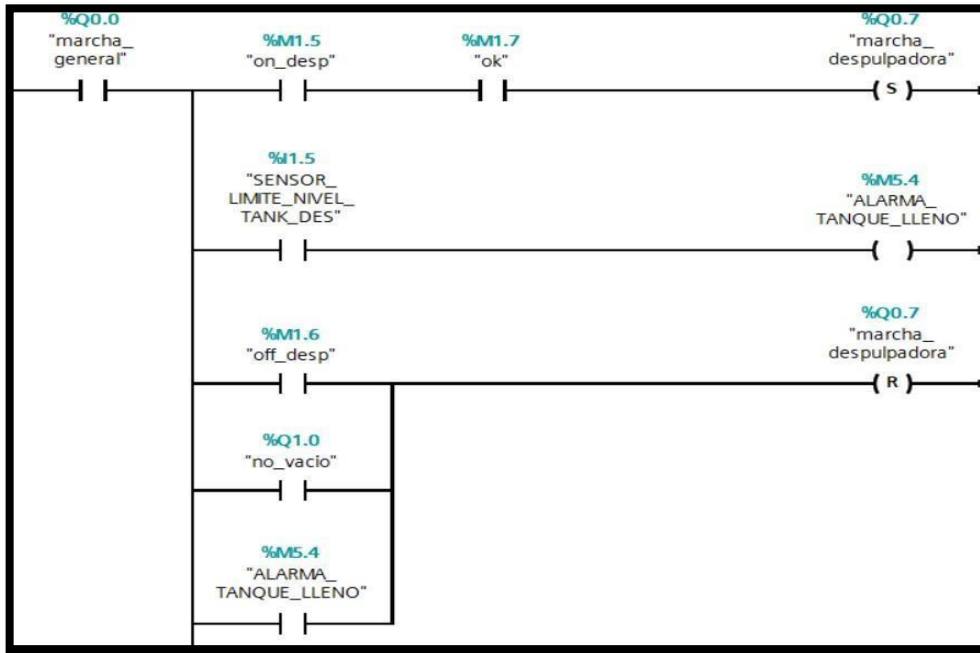 %Q0.0
"marcha_
general"
%M1.5
"on_desp"
%M1.7
"ok"
%Q0.7
"marcha_
despulpadora"
( S )
%I1.5
"SENSOR_
LIMITE_NIVEL_
TANK_DES"
%M5.4
"ALARMA_
TANQUE_LLENO"
%M1.6
"off_desp"
%Q0.7
"marcha_
despulpadora"
( R )
%Q1.0
"no_vacio"
%M5.4
"ALARMA_
TANQUE_LLENO"